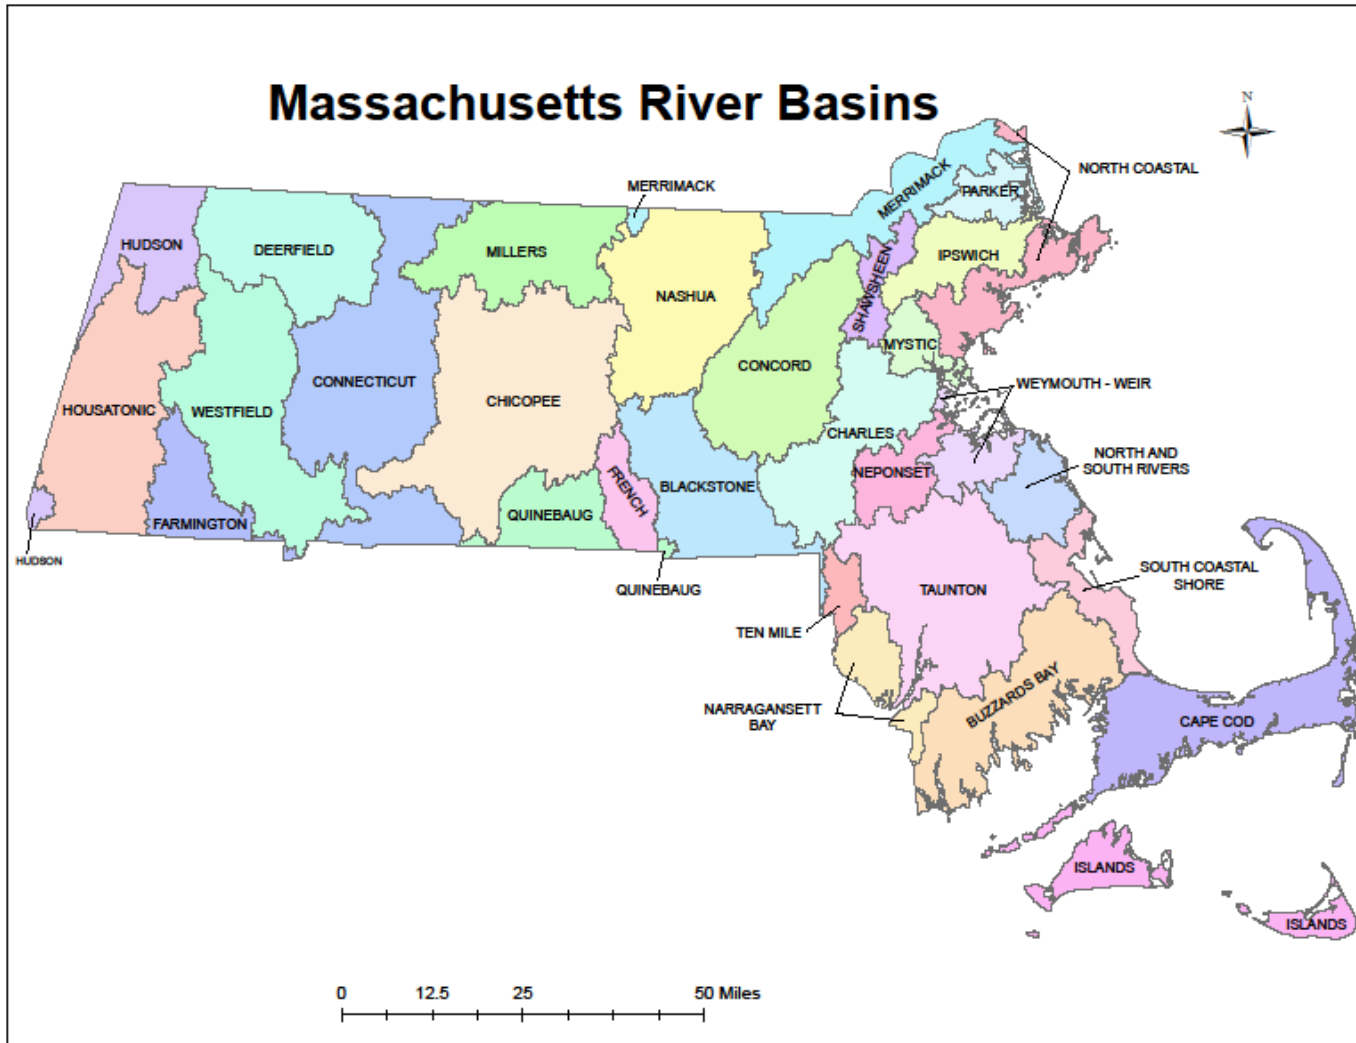 Massachusetts River Basins
N
NORTH COASTAL
MERRIMACK
MERRIMACK
PARKER
HUDSON
DEERFIELD
MILLERS
IPSWICH
NASHUA
SHAWSHEEN
MYSTIC
CONCORD
CONNECTICUT
WEYMOUTH - WEIR
CHICOPEE
HOUSATONIC
WESTFIELD
CHARLES
NORTH AND
SOUTH RIVERS
NEPONSET
FRENCH
BLACKSTONE
QUINEBAUG
FARMINGTON
HUDSON
QUINEBAUG
TAUNTON
SOUTH COASTAL
SHORE
TEN MILE
NARRAGANSETT
BAY
BUZZARDS BAY
CAPE COD
ISLANDS
ISLANDS
0 12.5 25 50 Miles